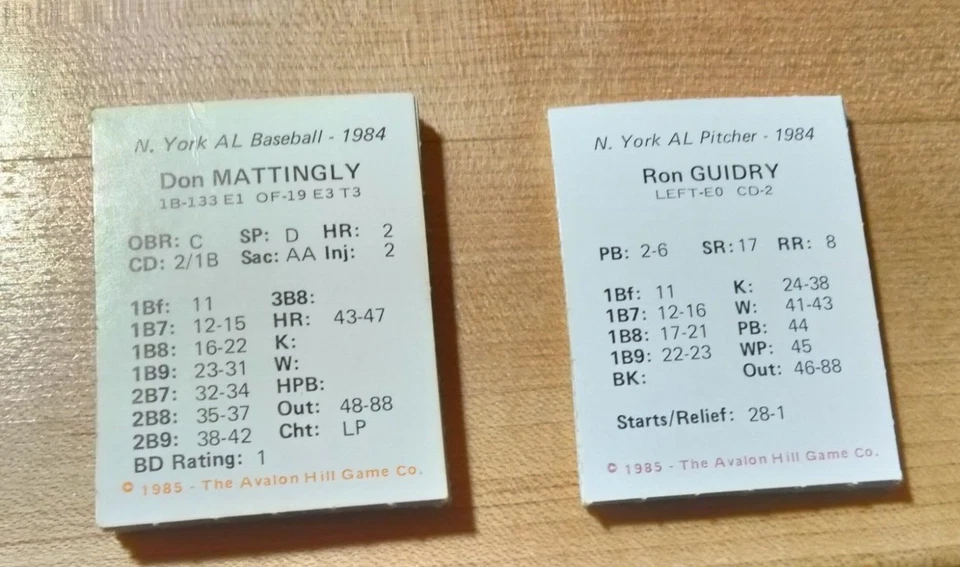 N. York AL Baseball - 1984
Don MATTINGLY
1B-133 E1 OF-19 E3 T3
OBR: C SP: D HR: 2
CD: 2/1B Sac: AA Inj: 2
1Bf: 11 3B8:
1B7: 12-15 HR: 43-47
1B8: 16-22 K:
1B9: 23-31 W:
2B7: 32-34 HPB:
2B8: 35-37 Out: 48-88
2B9: 38-42 Cht: LP
BD Rating: 1
© 1985 - The Avalon Hill Game Co.
N. York AL Pitcher - 1984
Ron GUIDRY
LEFT-E0 CD-2
PB: 2-6 SR: 17 RR: 8
1Bf: 11 K: 24-38
1B7: 12-16 W: 41-43
1B8: 17-21 PB: 44
1B9: 22-23 WP: 45
BK: Out: 46-88
Starts/Relief: 28-1
© 1985 - The Avalon Hill Game Co.